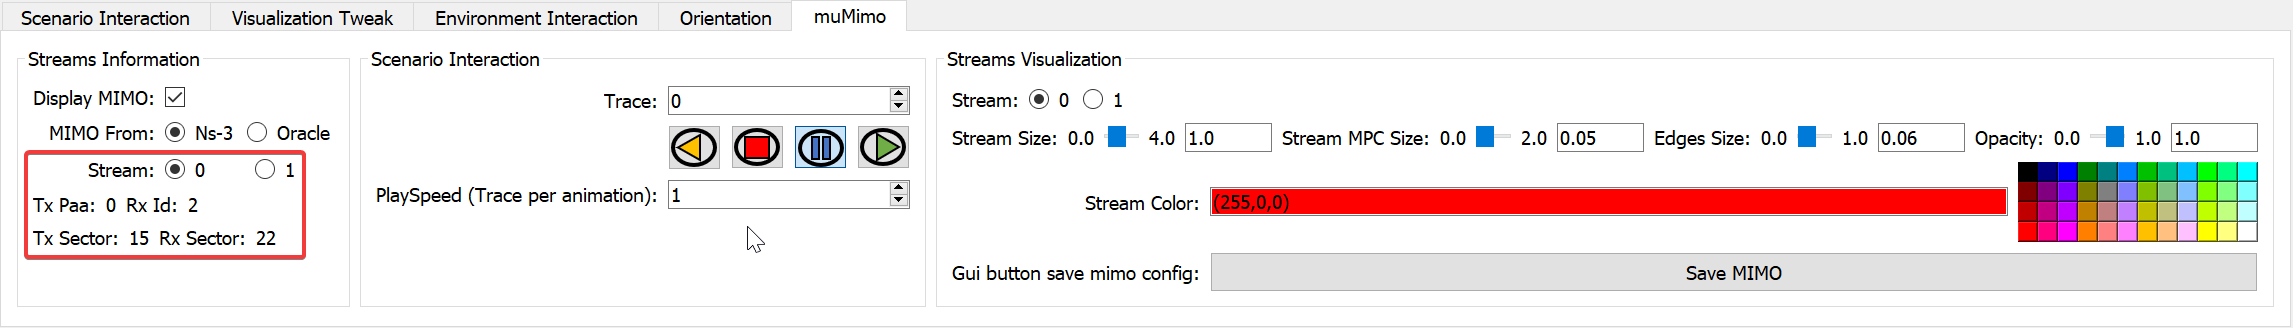 Scenario Interaction Visualization Tweak Environment Interaction Orientation muMimo
Streams Information
Display MIMO:
MIMO From: Ns-3 Oracle
Stream: 0 1
Tx Paa: 0 Rx Id: 2
Tx Sector: 15 Rx Sector: 22
Scenario Interaction
Trace: 0
PlaySpeed (Trace per animation): 1
Streams Visualization
Stream: 0 1
Stream Size: 0.0 4.0 1.0 Stream MPC Size: 0.0 2.0 0.05 Edges Size: 0.0 1.0 0.06 Opacity: 0.0 1.0 1.0
Stream Color: (255,0,0)
Gui button save mimo config: Save MIMO